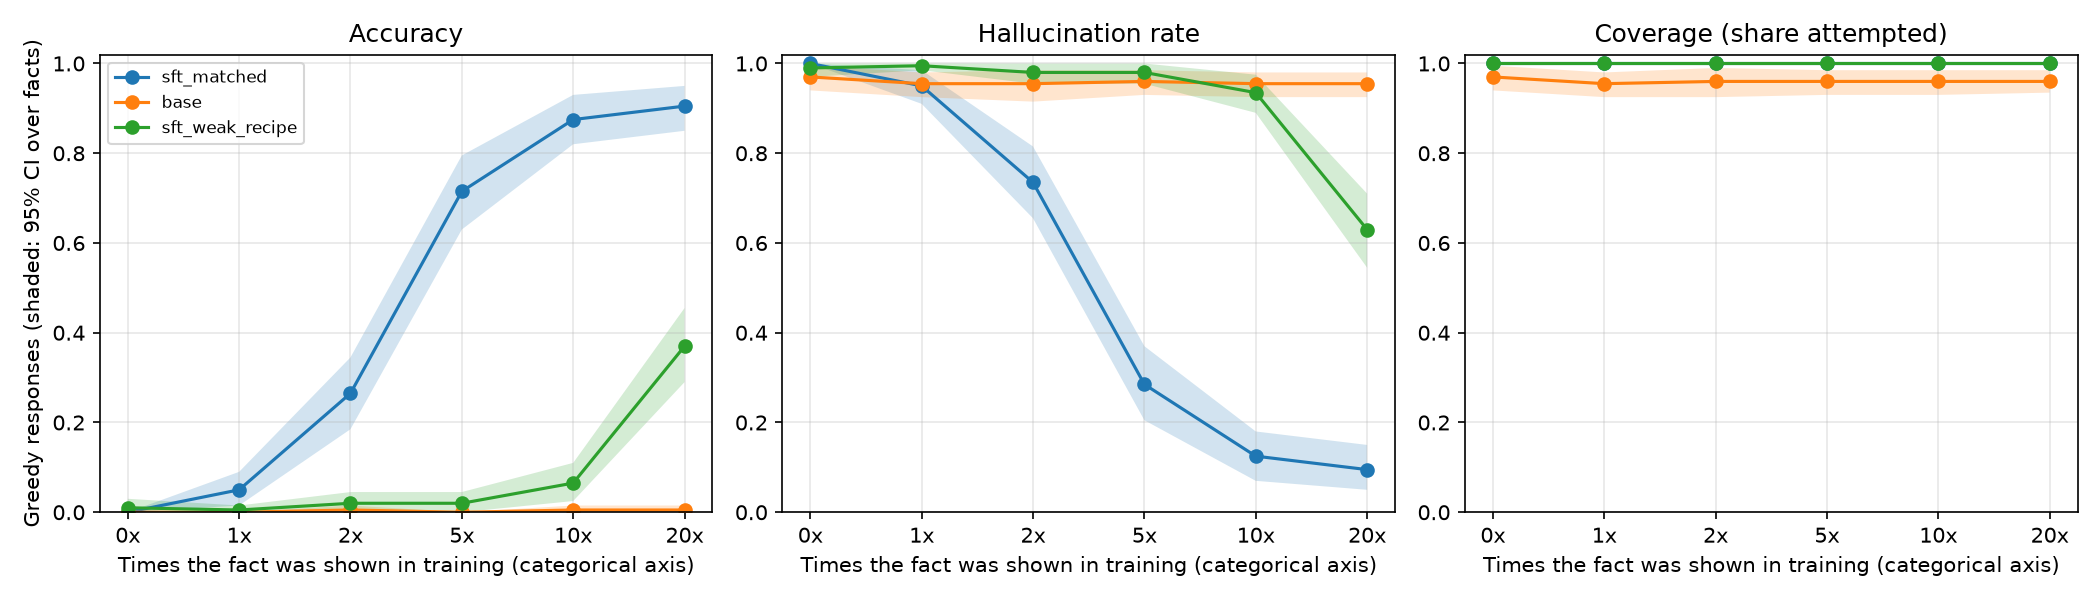 Accuracy
Greedy responses (shaded: 95% CI over facts)
1.0
0.8
0.6
0.4
0.2
0.0
sft_matched
base
sft_weak_recipe
0x 1x 2x 5x 10x 20x
Times the fact was shown in training (categorical axis)
Hallucination rate
1.0
0.8
0.6
0.4
0.2
0.0
0x 1x 2x 5x 10x 20x
Times the fact was shown in training (categorical axis)
Coverage (share attempted)
1.0
0.8
0.6
0.4
0.2
0.0
0x 1x 2x 5x 10x 20x
Times the fact was shown in training (categorical axis)